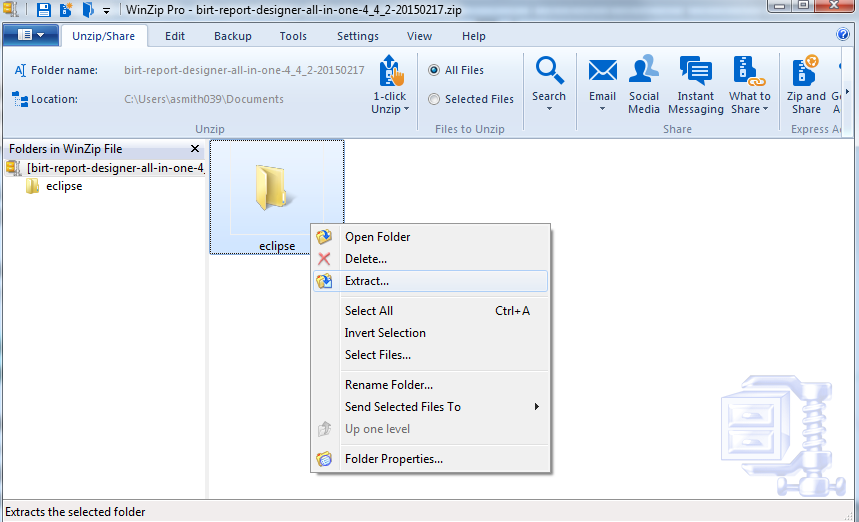 WinZip Pro - birt-report-designer-all-in-one-4_4_2-20150217.zip
Unzip/Share Edit Backup Tools Settings View Help
Folder name: birt-report-designer-all-in-one-4_4_2-20150217
Location: C:\Users\asmith039\Documents
1-click
Unzip
Unzip
All Files
Selected Files
Files to Unzip
Search
Email
Social
Media
Instant
Messaging
What to
Share
Share
Zip and
Share
Express
Folders in WinZip File
[birt-report-designer-all-in-one-4_
eclipse
eclipse
Open Folder
Delete...
Extract...
Select All Ctrl+A
Invert Selection
Select Files...
Rename Folder...
Send Selected Files To
Up one level
Folder Properties...
Extracts the selected folder